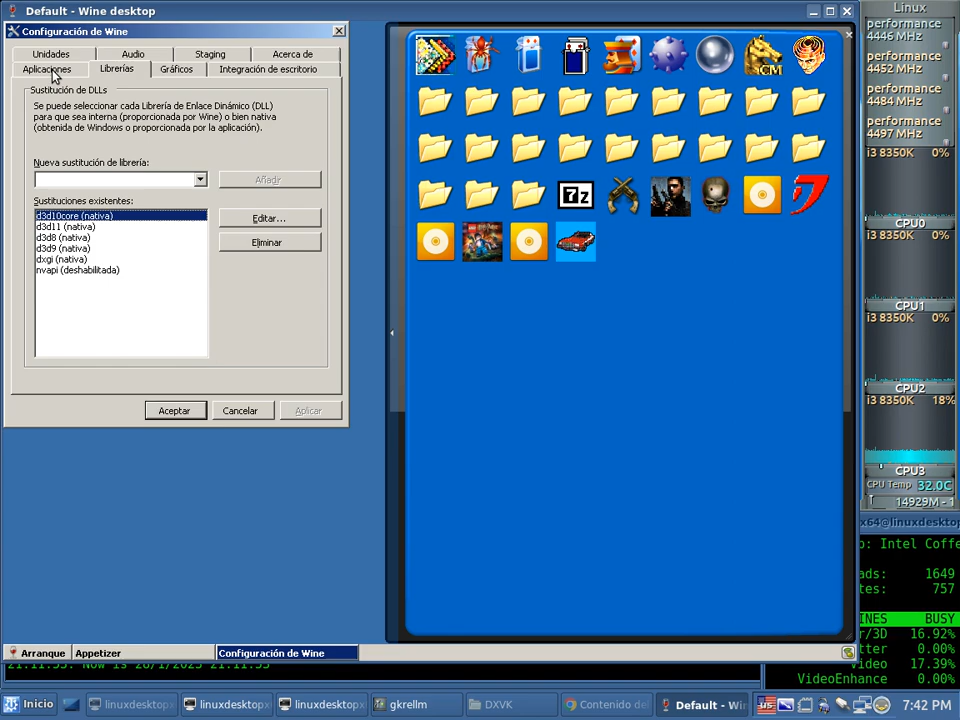 Default - Wine desktop
Configuración de Wine
Unidades
Audio
Staging
Acerca de
Aplicaciones
Librerías
Gráficos
Integración de escritorio
Sustitución de DLLs
Se puede seleccionar cada Librería de Enlace Dinámico (DLL)
para que sea interna (proporcionada por Wine) o bien nativa
(obtenida de Windows o proporcionada por la aplicación).
Nueva sustitución de librería:
Añadir
Sustituciones existentes:
d3d10core (nativa)
d3d11 (nativa)
d3d8 (nativa)
d3d9 (nativa)
dxgi (nativa)
nvapi (deshabilitada)
Editar...
Eliminar
Aceptar
Cancelar
Aplicar
CM
7z
Arranque
Appetizer
Configuración de Wine
Linux
performance
4446 MHz
performance
4452 MHz
performance
4484 MHz
performance
4497 MHz
i3 8350K 0%
CPU0
i3 8350K 0%
CPU1
i3 8350K 0%
CPU2
i3 8350K 18%
CPU3
CPU Temp 32.0C
14929M - 1
x64@linuxdesktop
p: Intel Coffe
ads: 1649
tes: 757
INES BUSY
r/3D 16.92%
tter 0.00%
Video 17.39%
VideoEnhance 0.00%
21:11:53: Now is 26/1/2025 21:11:53
Inicio
linuxdesktop
linuxdesktop
linuxdesktop
gkrellm
DXVK
Contenido de
Default - Win
7:42 PM